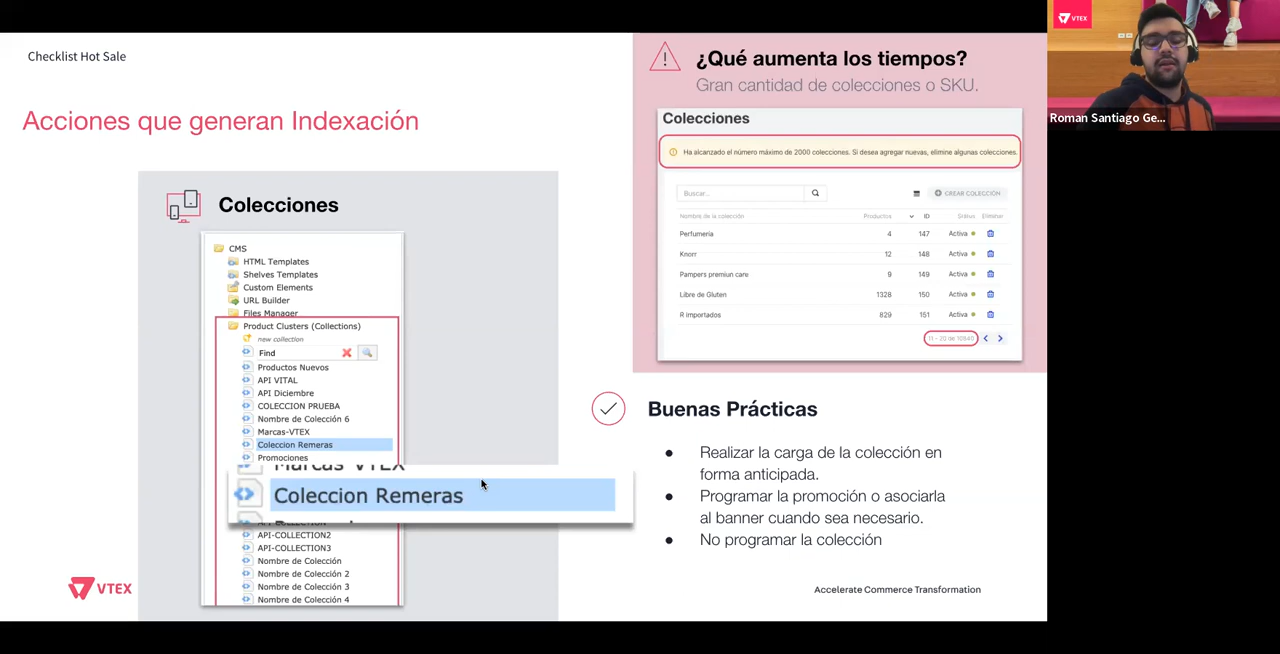 Checklist Hot Sale
Acciones que generan Indexación
Colecciones
CMS
HTML Templates
Shelves Templates
Custom Elements
URL Builder
Files Manager
Product Clusters (Collections)
new collection
Find
Productos Nuevos
API VITAL
API Diciembre
COLECCION PRUEBA
Nombre de Colección 6
Marcas-VTEX
Coleccion Remeras
Promociones
Marcas VTEX
Coleccion Remeras
API-COLLECTION2
API-COLLECTION3
Nombre de Colección
Nombre de Colección 2
Nombre de Colección 3
Nombre de Colección 4
VTEX
¿Qué aumenta los tiempos?
Gran cantidad de colecciones o SKU.
Colecciones
Ha alcanzado el número máximo de 2000 colecciones. Si desea agregar nuevas, elimine algunas colecciones.
Buscar...
CREAR COLECCIÓN
Nombre de la colección Productos ID Eliminar
Perfumeria 4 147 Activa
Knorr 12 148 Activa
Pampers premiun care 9 149 Activa
Libre de Gluten 1328 150 Activa
R importados 829 151 Activa
Buenas Prácticas
● Realizar la carga de la colección en
forma anticipada.
● Programar la promoción o asociarla
al banner cuando sea necesario.
● No programar la colección
Accelerate Commerce Transformation
VTEX
Roman Santiago Ge...